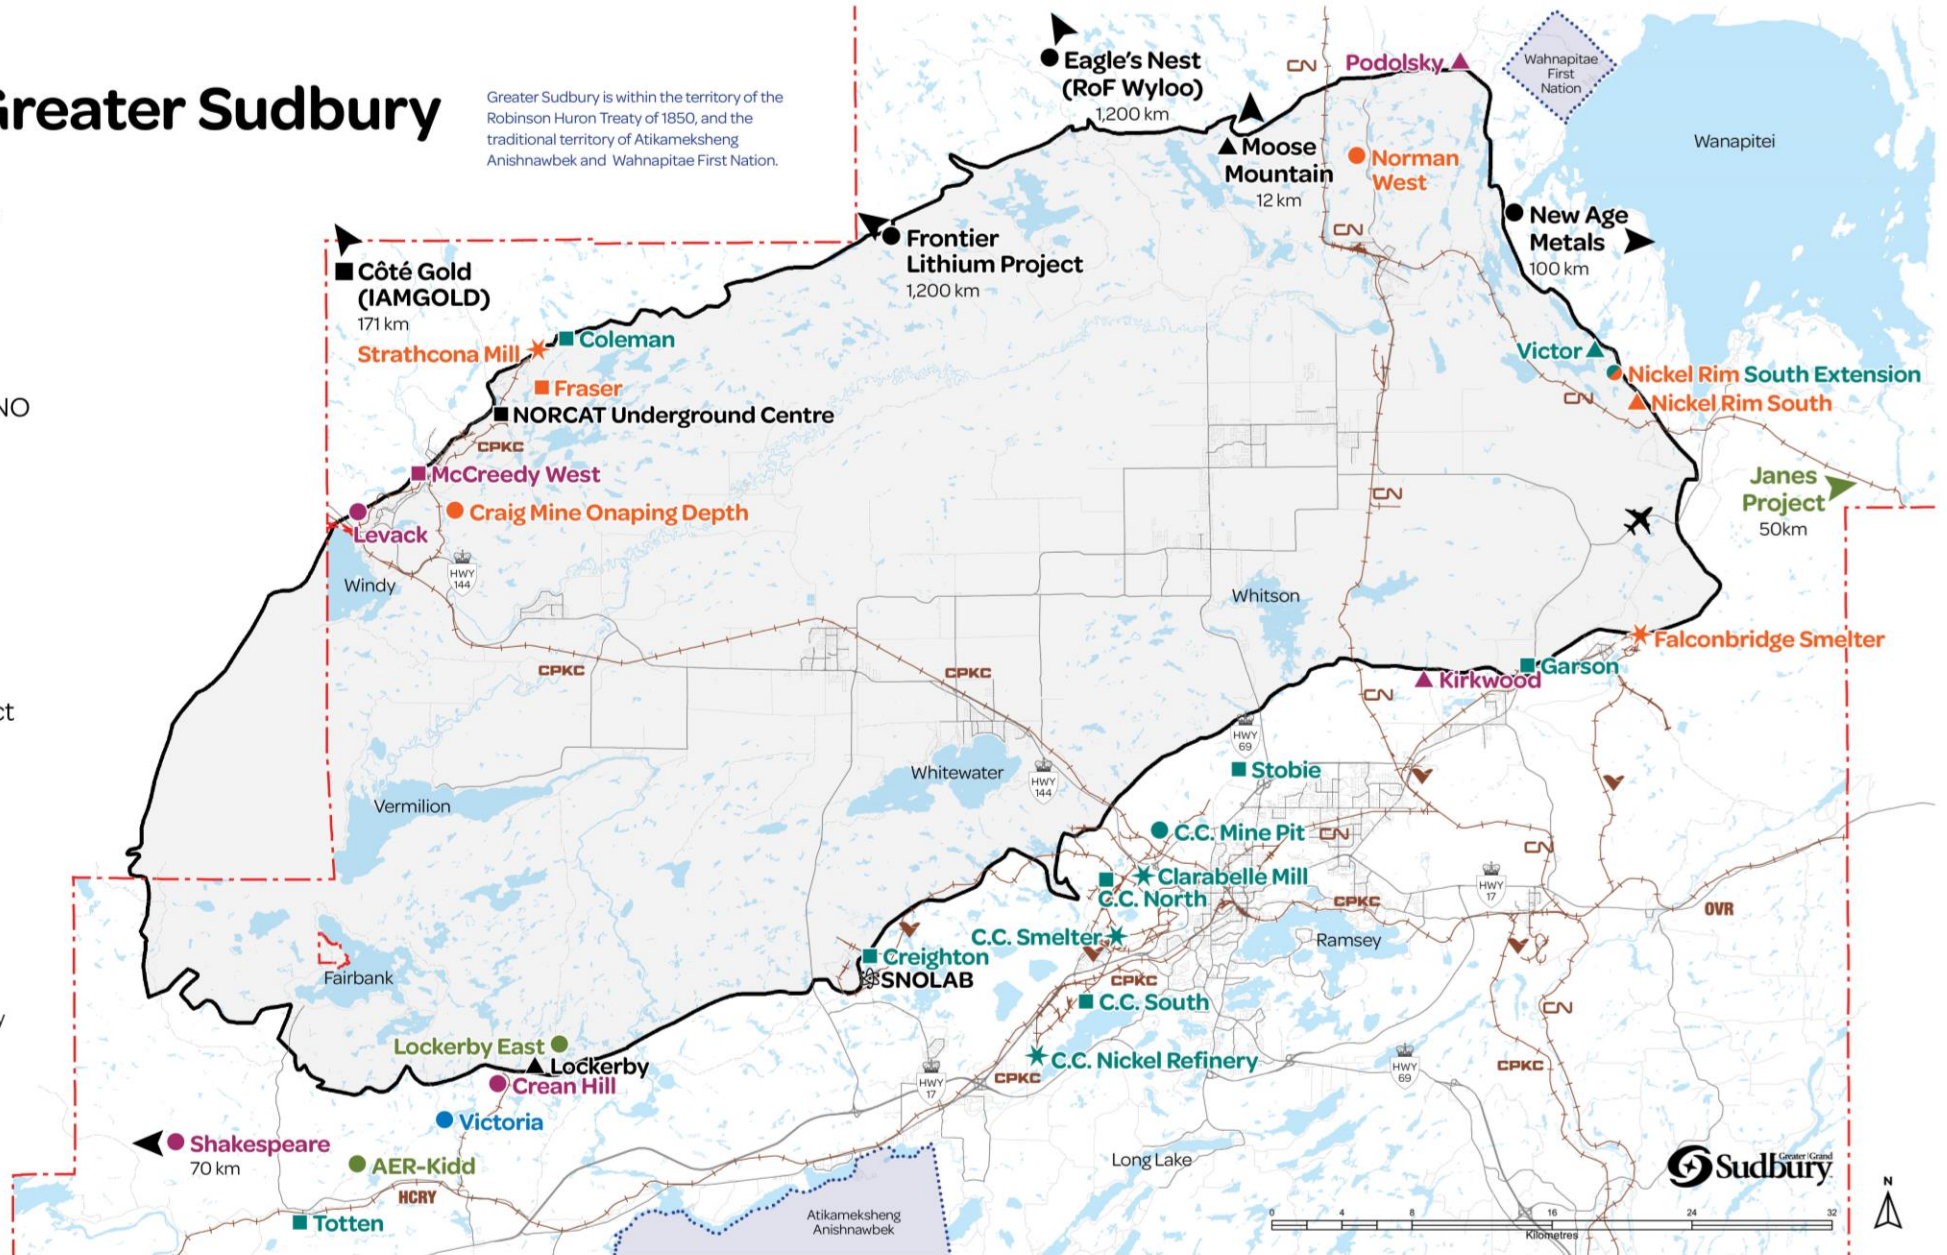 Greater Sudbury
Greater Sudbury is within the territory of the
Robinson Huron Treaty of 1850, and the
traditional territory of Atikameksheng
Anishnawbek and Wahnapitae First Nation.
NO
ct
y
Eagle's Nest
(RoF Wyloo)
1,200 km
CN
Podolsky
Wahnapitae
First
Nation
Wanapitei
Moose
Mountain
12 km
Norman
West
CN
New Age
Metals
100 km
Frontier
Lithium Project
1,200 km
Côté Gold
(IAMGOLD)
171 km
Strathcona Mill
Coleman
Fraser
NORCAT Underground Centre
CPKC
McCreedy West
Craig Mine Onaping Depth
Levack
Windy
HWY
144
Victor
Nickel Rim South Extension
CN
Nickel Rim South
Janes
Project
50km
CN
Whitson
CPKC
CPKC
Falconbridge Smelter
Garson
Kirkwood
CN
HWY
69
Stobie
Whitewater
HWY
144
Vermilion
C.C. Mine Pit
CN
CN
Clarabelle Mill
C.C. North
HWY
17
CPKC
OVR
C.C. Smelter
Ramsey
Creighton
SNOLAB
CPKC
C.C. South
CN
Fairbank
Lockerby East
Lockerby
Crean Hill
C.C. Nickel Refinery
CPKC
HWY
17
HWY
69
CPKC
Victoria
Shakespeare
70 km
AER-Kidd
HCRY
Totten
Long Lake
Atikameksheng
Anishnawbek
Greater Grand
Sudbury
N
0 4 8 16 24 32
Kilometres